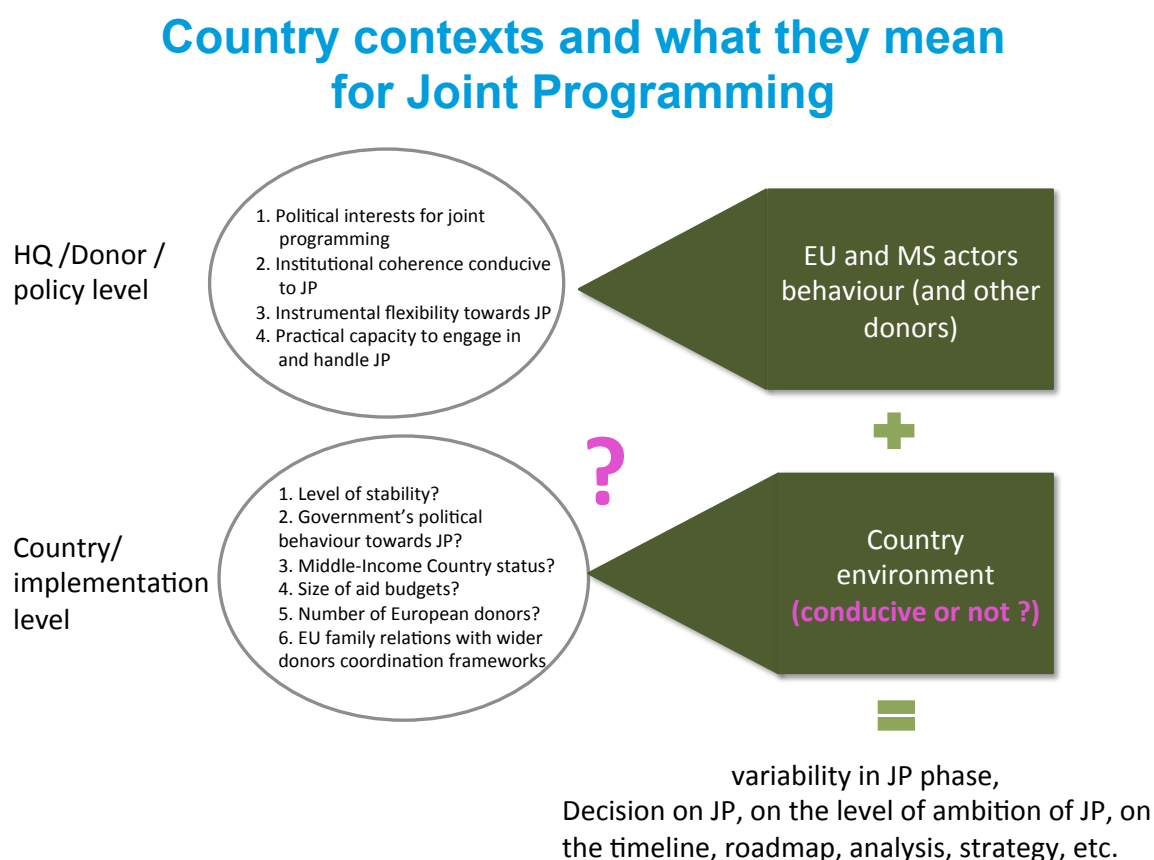 Country contexts and what they mean
for Joint Programming
HQ /Donor /
policy level
1. Political interests for joint
programming
2. Institutional coherence conducive
to JP
3. Instrumental flexibility towards JP
4. Practical capacity to engage in
and handle JP
EU and MS actors
behaviour (and other
donors)
+
?
Country/
implementation
level
1. Level of stability?
2. Government's political
behaviour towards JP?
3. Middle-Income Country status?
4. Size of aid budgets?
5. Number of European donors?
6. EU family relations with wider
donors coordination frameworks
Country
environment
(conducive or not ?)
=
variability in JP phase,
Decision on JP, on the level of ambition of JP, on
the timeline, roadmap, analysis, strategy, etc.